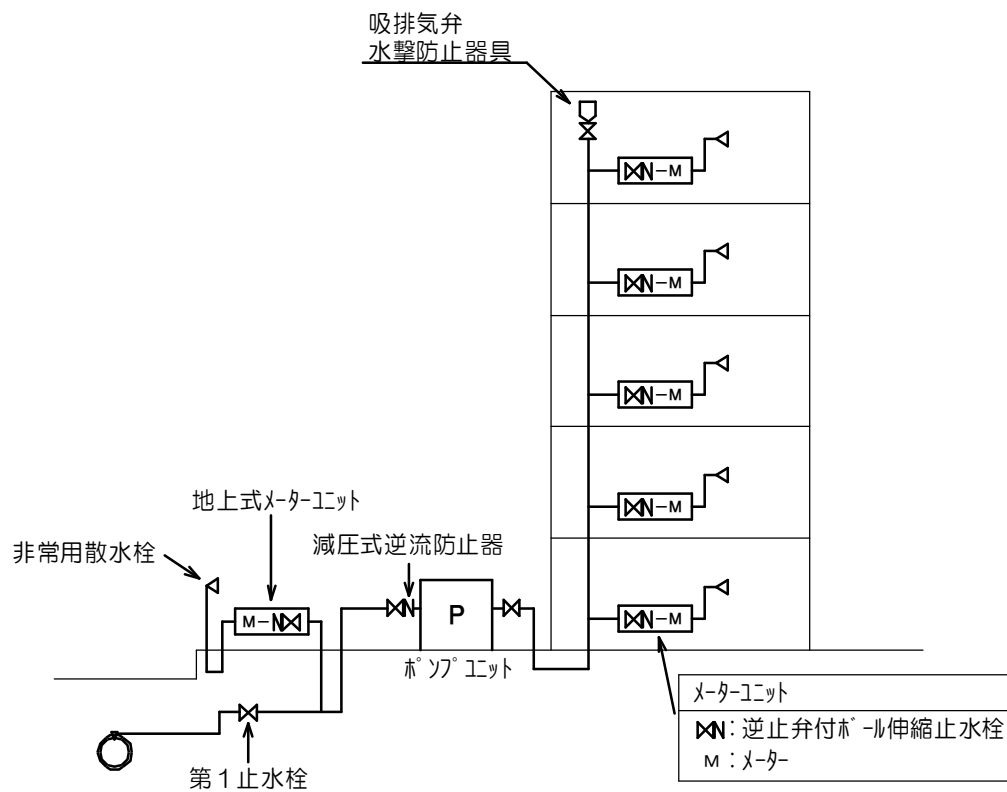 吸排気弁
水撃防止器具
N-M
N-M
N-M
N-M
地上式ﾒｰﾀｰﾕﾆｯﾄ
減圧式逆流防止器
非常用散水栓
M-N
N
P
N-M
ﾎﾟﾝﾌﾟﾕﾆｯﾄ
ﾒｰﾀｰﾕﾆｯﾄ
N：逆止弁付ﾎﾞｰﾙ伸縮止水栓
M：ﾒｰﾀｰ
第1止水栓